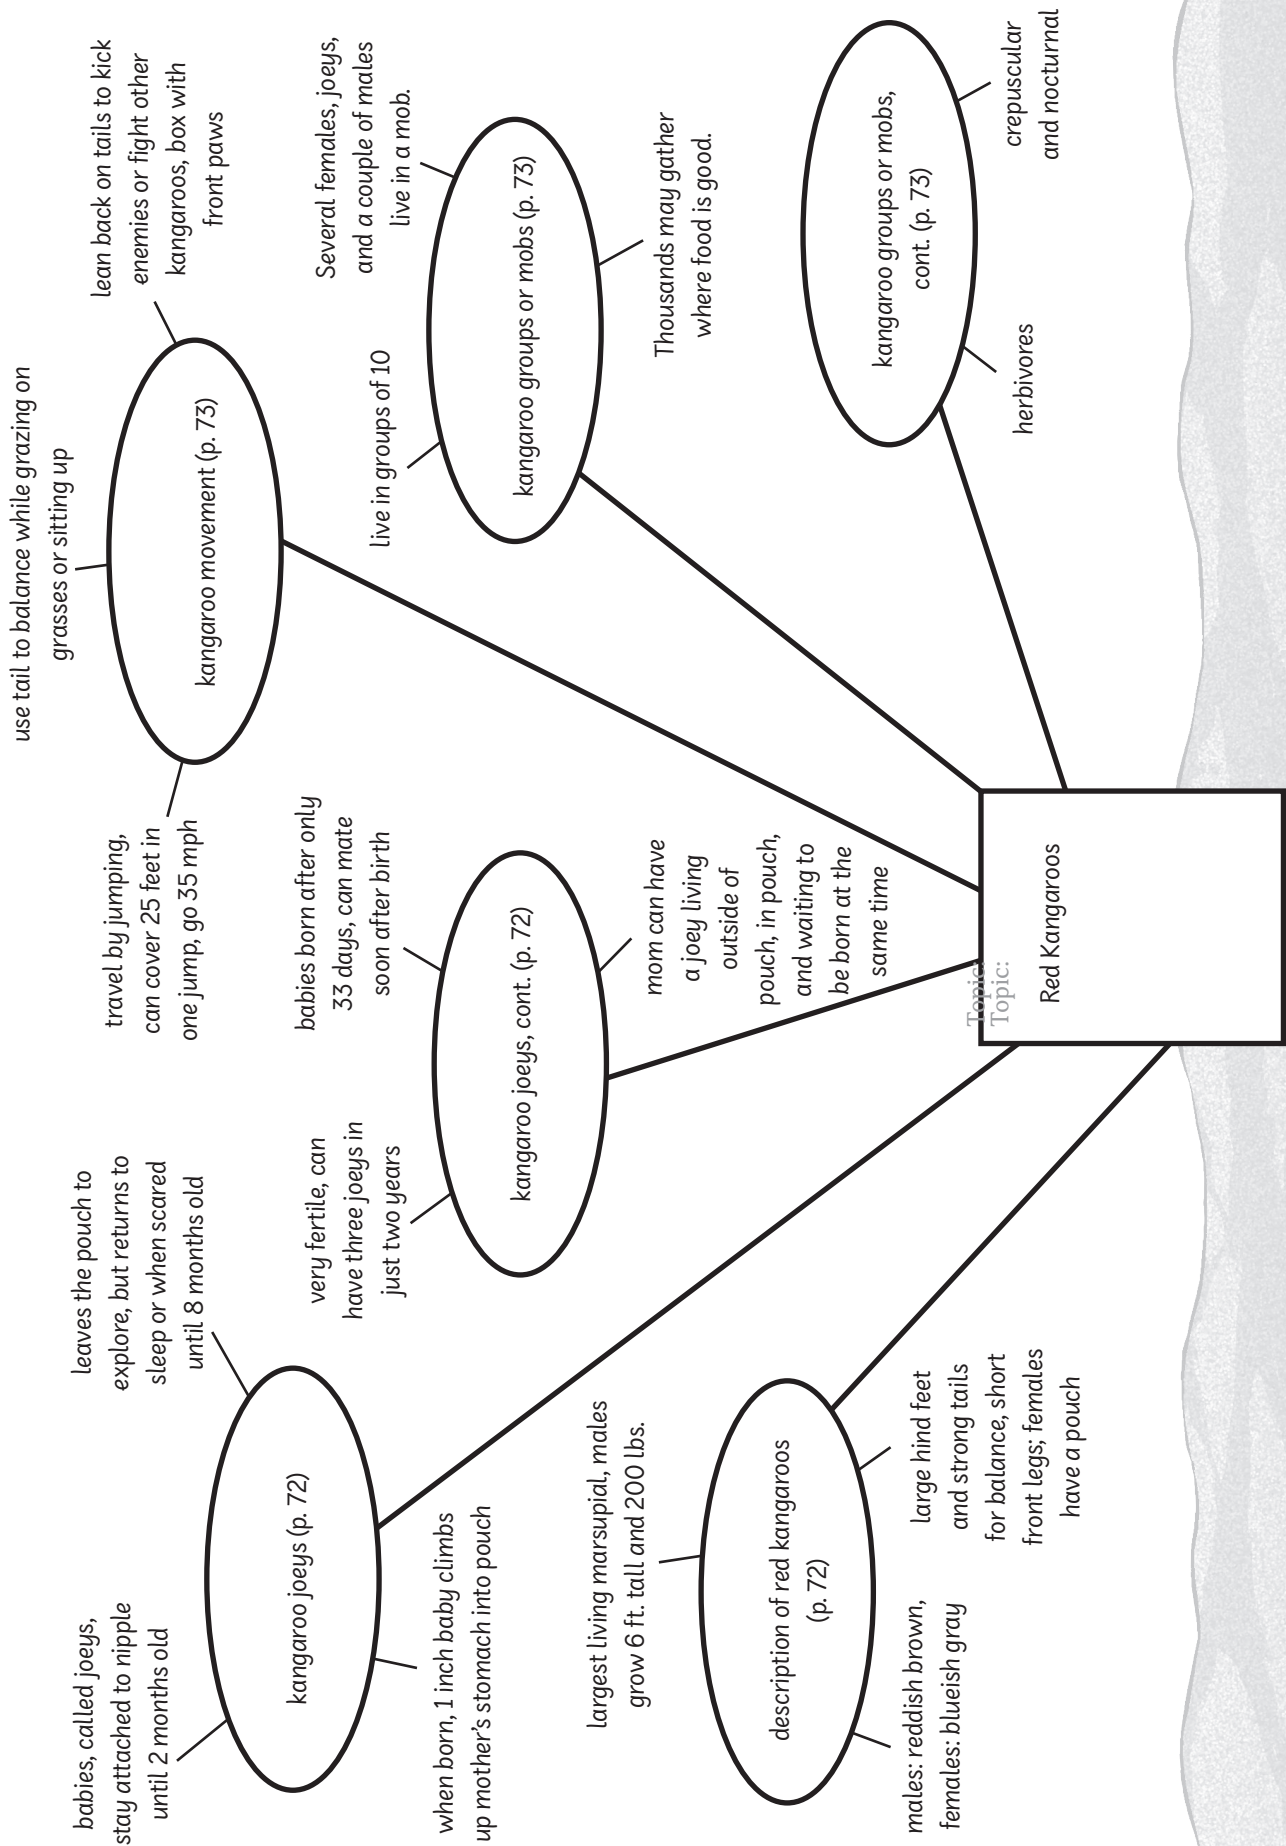 babies, called joeys,
stay attached to nipple
until 2 months old
leaves the pouch to
explore, but returns to
sleep or when scared
until 8 months old
kangaroo joeys (p. 72)
when born, 1 inch baby climbs
up mother's stomach into pouch
very fertile, can
have three joeys in
just two years
babies born after only
33 days, can mate
soon after birth
kangaroo joeys, cont. (p. 72)
mom can have
a joey living
outside of
pouch, in pouch,
and waiting to
be born at the
same time
travel by jumping,
can cover 25 feet in
one jump, go 35 mph
use tail to balance while grazing on
grasses or sitting up
lean back on tails to kick
enemies or fight other
kangaroos, box with
front paws
kangaroo movement (p. 73)
live in groups of 10
Several females, joeys,
and a couple of males
live in a mob.
kangaroo groups or mobs (p. 73)
Thousands may gather
where food is good.
largest living marsupial, males
grow 6 ft. tall and 200 lbs.
description of red kangaroos
(p. 72)
males: reddish brown,
females: blueish gray
large hind feet
and strong tails
for balance, short
front legs; females
have a pouch
kangaroo groups or mobs,
cont. (p. 73)
herbivores
crepuscular
and nocturnal
Topic:
Topic:
Red Kangaroos